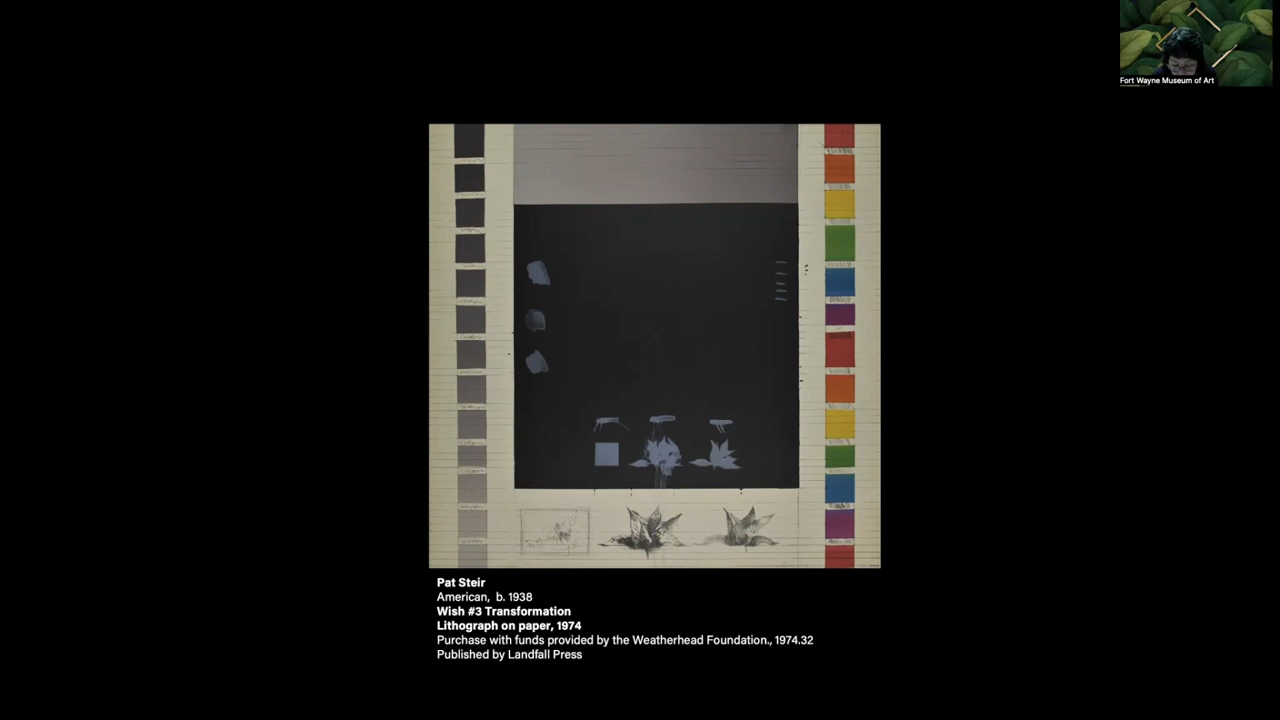 Fort Wayne Museum of Art
Pat Steir
American,  b. 1938
Wish #3 Transformation
Lithograph on paper, 1974
Purchase with funds provided by the Weatherhead Foundation., 1974.32
Published by Landfall Press